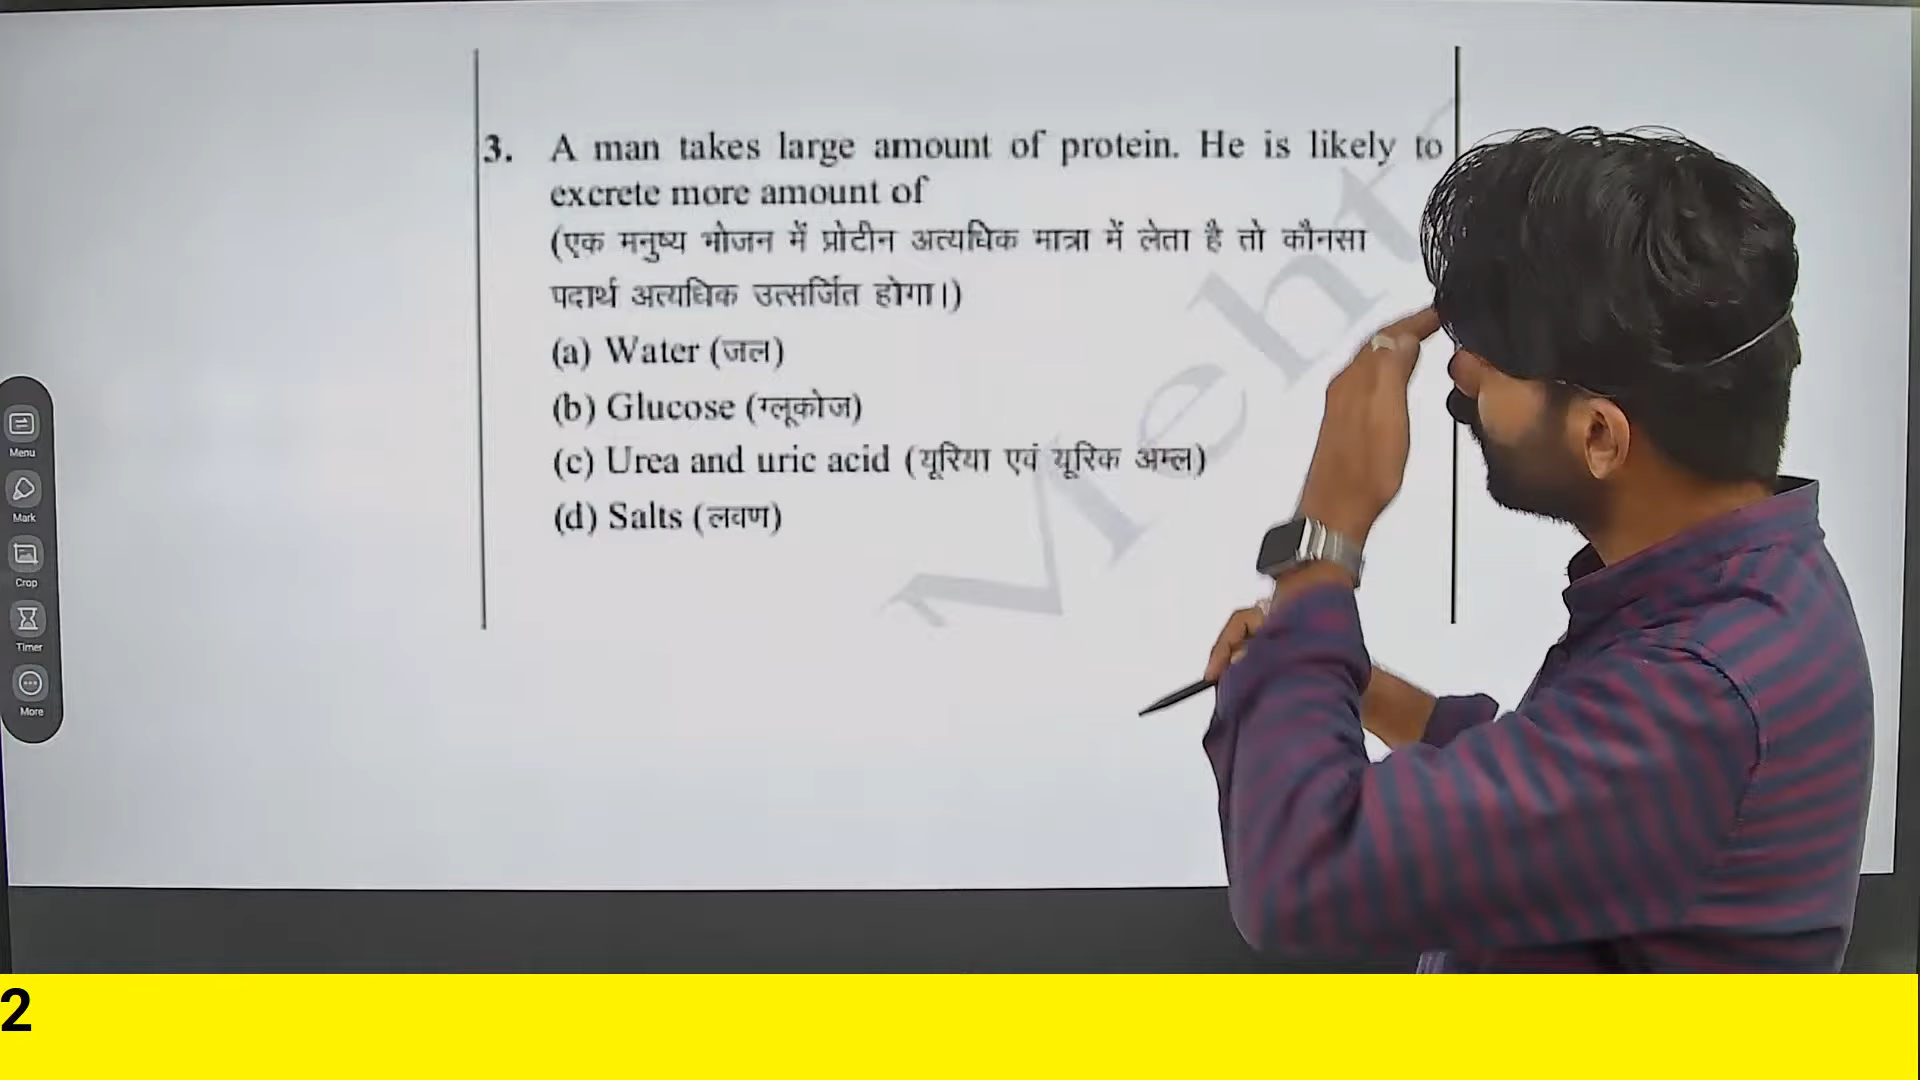 3. A man takes large amount of protein. He is likely to
excrete more amount of
(एक मनुष्य भोजन में प्रोटीन अत्यधिक मात्रा में लेता है तो कौनसा
पदार्थ अत्यधिक उत्सर्जित होगा।)
(a) Water (जल)
(b) Glucose (ग्लूकोज)
(c) Urea and uric acid (यूरिया एवं यूरिक अम्ल)
(d) Salts (लवण)
Menu
Mark
Crop
Timer
More
2